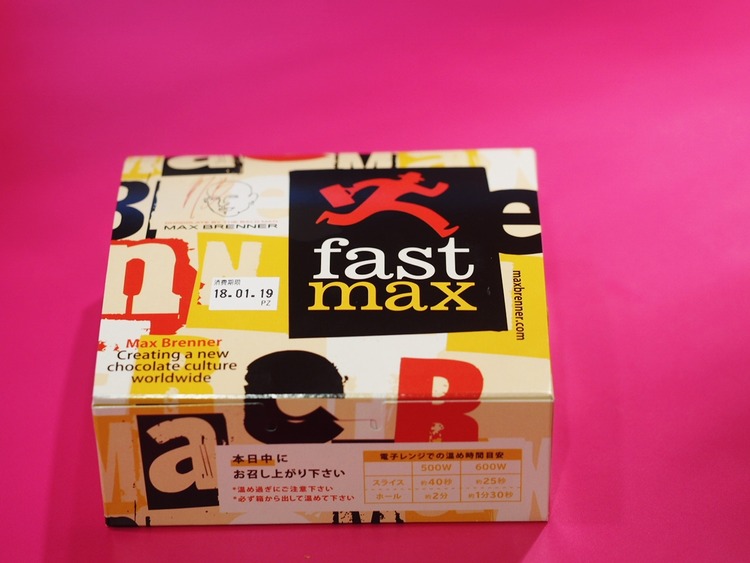 MAX BRENNER
fast
max
maxbrenner.com
消費期限
18.01.19
PZ
Max Brenner
Creating a new
chocolate culture
worldwide
本日中に
お召し上がり下さい
*温め過ぎにご注意下さい
*必ず箱から出して温めて下さい
電子レンジでの温め時間目安
500W 600W
スライス 約40秒 約25秒
ホール 約2分 約1分30秒